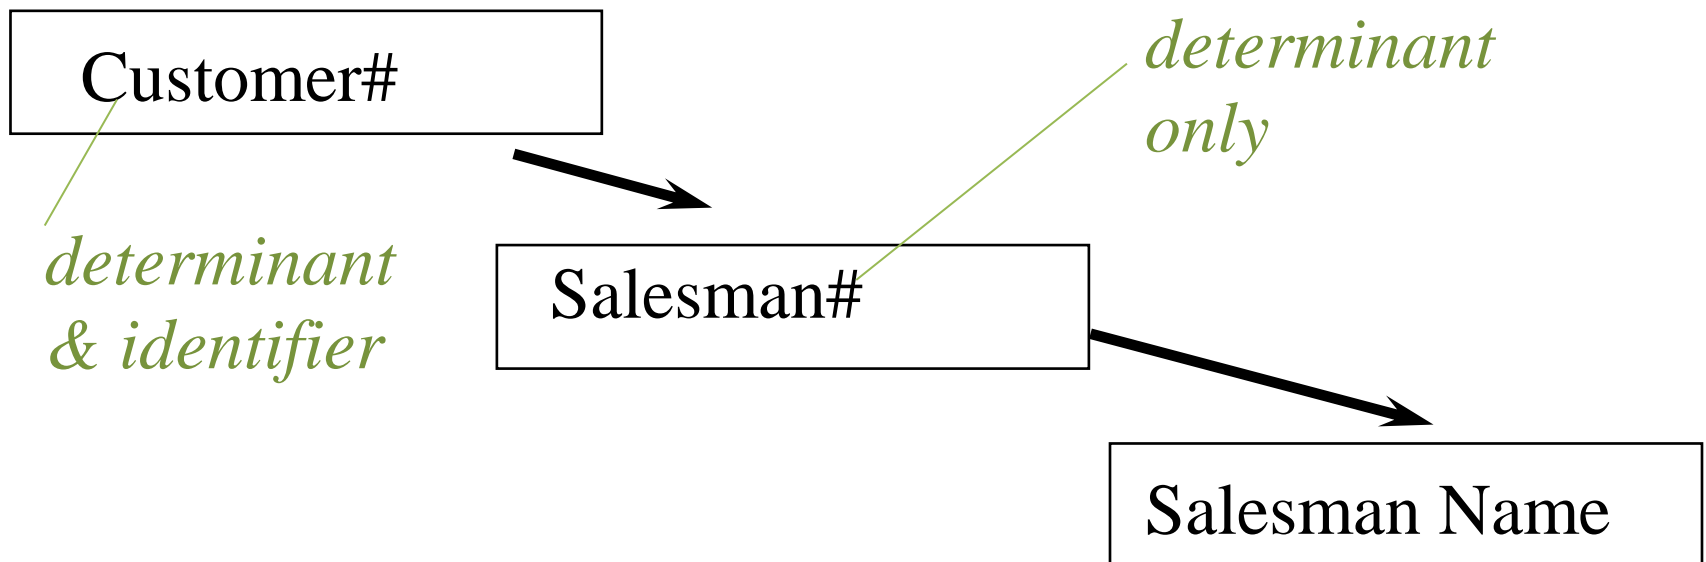 Customer#
determinant
only
determinant
& identifier
Salesman#
Salesman Name